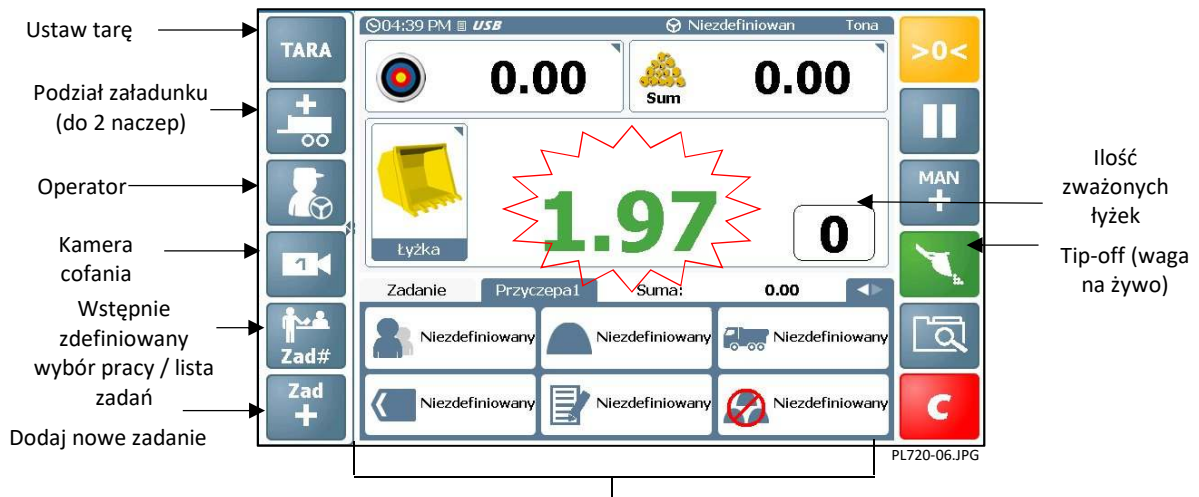 Ustaw tarę
Podział załadunku
(do 2 naczep)
Operator
Kamera
cofania
Wstępnie
zdefiniowany
wybór pracy / lista
zadań
Dodaj nowe zadanie
TARA
1
Zad#
Zad
04:39 PM USB Niezdefiniowan Tona
0.00
Sum
0.00
Łyżka
1.97
0
Zadanie Przyczepa1 Suma: 0.00
Niezdefiniowany Niezdefiniowany Niezdefiniowany
Niezdefiniowany Niezdefiniowany Niezdefiniowany
>0<
MAN
+
C
Ilość
zważonych
łyżek
Tip-off (waga
na żywo)
PL720-06.JPG